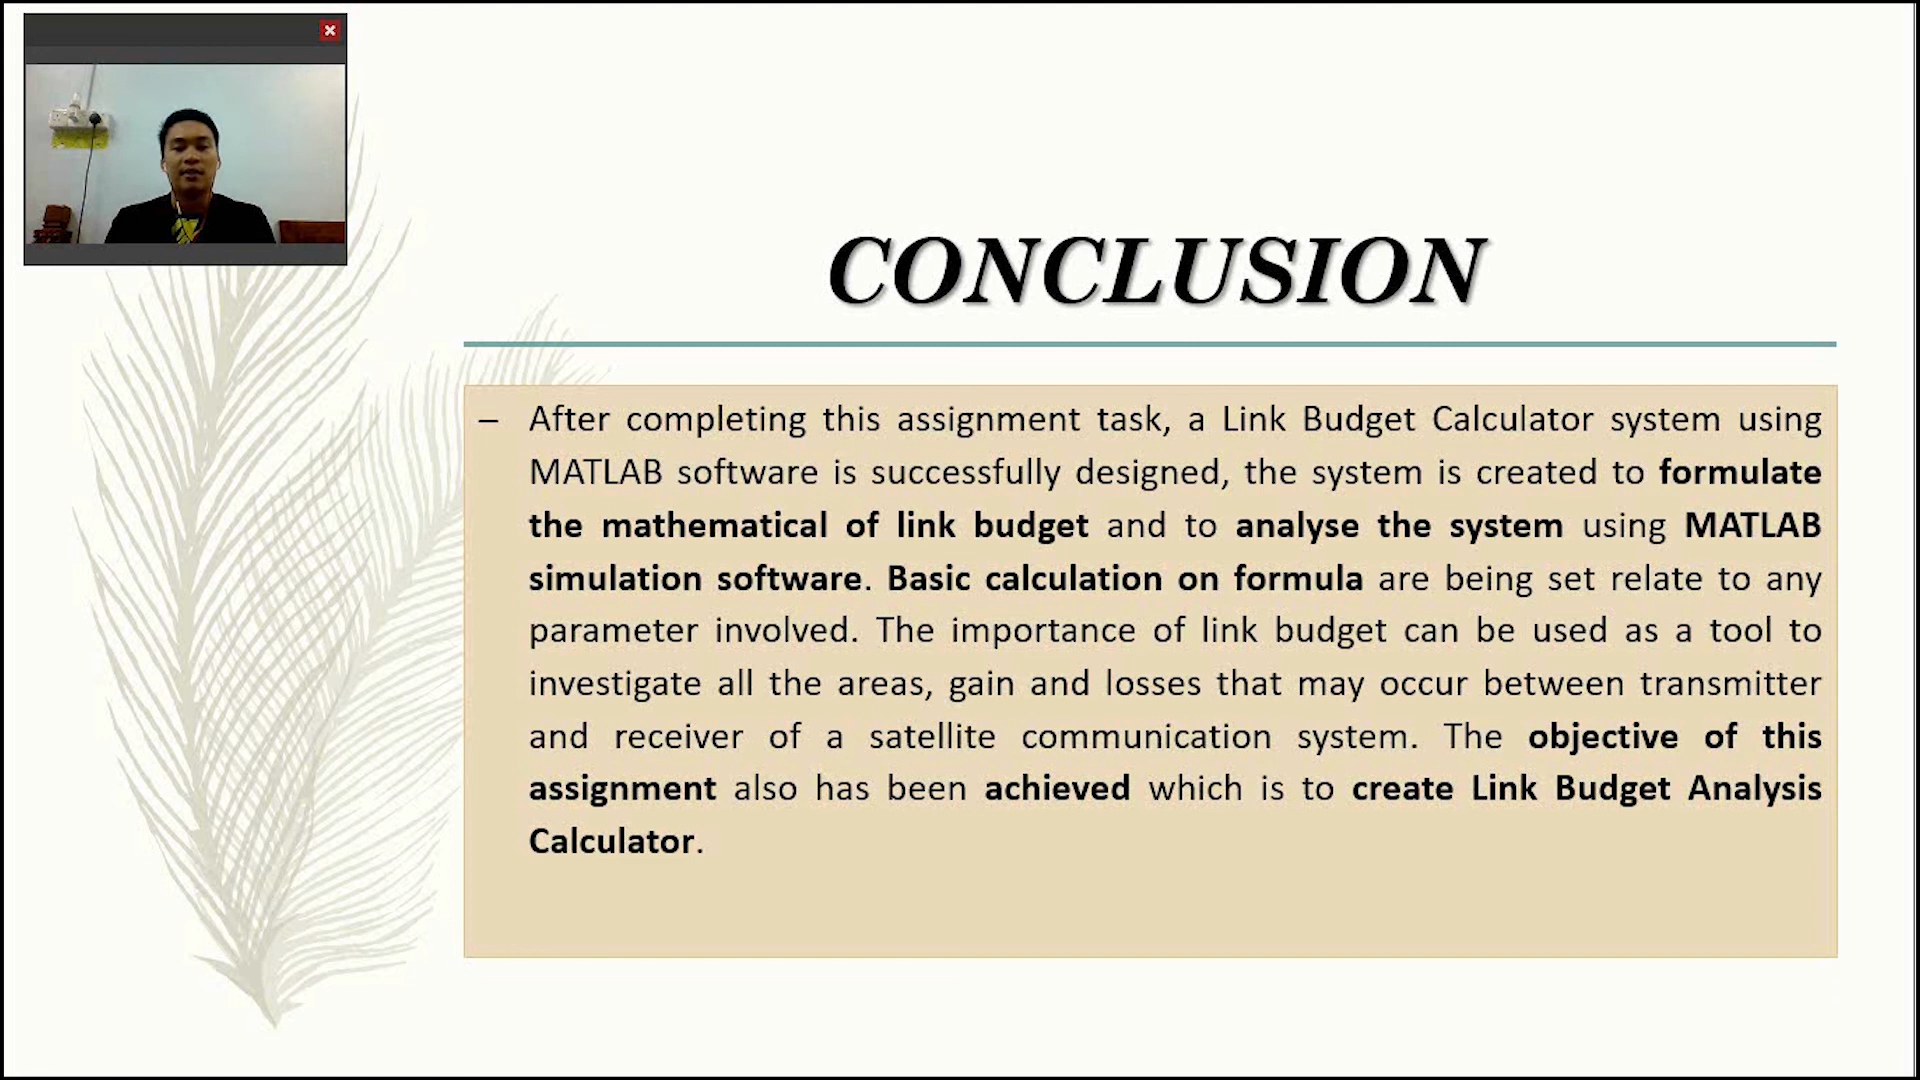 CONCLUSION
– After completing this assignment task, a Link Budget Calculator system using
MATLAB software is successfully designed, the system is created to formulate
the mathematical of link budget and to analyse the system using MATLAB
simulation software. Basic calculation on formula are being set relate to any
parameter involved. The importance of link budget can be used as a tool to
investigate all the areas, gain and losses that may occur between transmitter
and receiver of a satellite communication system. The objective of this
assignment also has been achieved which is to create Link Budget Analysis
Calculator.